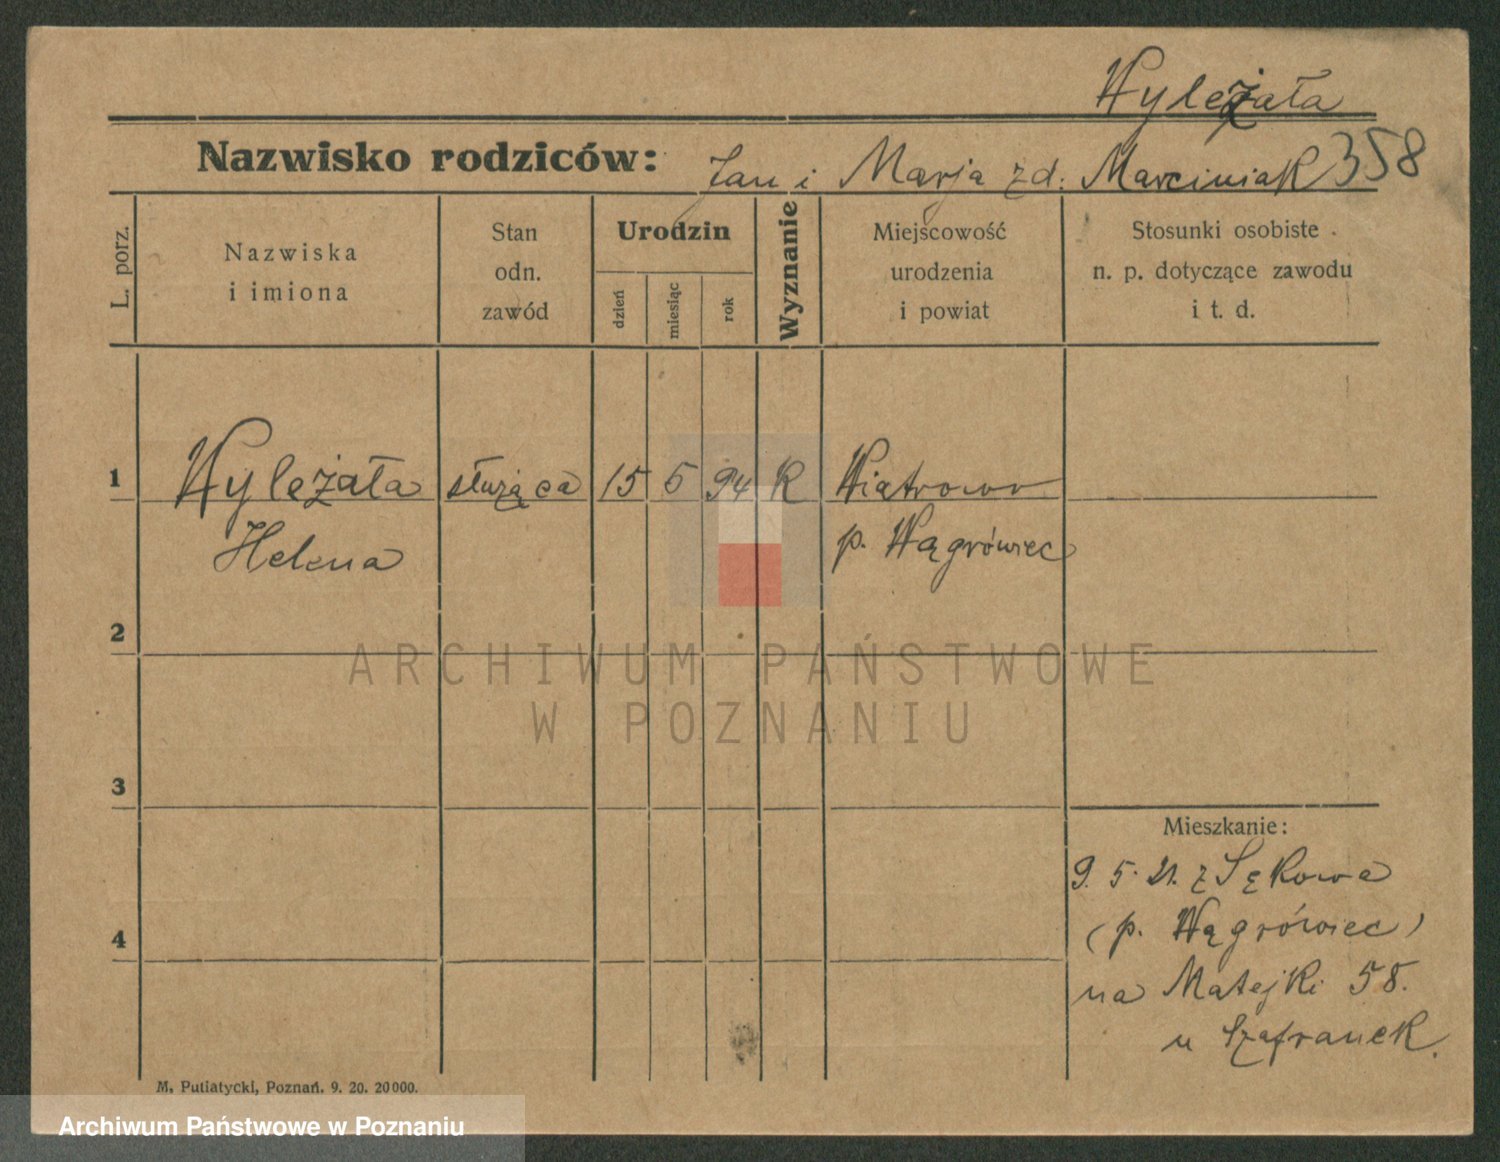 Wyleżała
Nazwisko rodziców: Jan i Marja zd. Marciniak 358
L. porz.
Nazwiska
i imiona
Stan
odn.
zawód
Urodzin
dzień
miesiąc
rok
Wyznanie
Miejscowość
urodzenia
i powiat
Stosunki osobiste
n. p. dotyczące zawodu
i t. d.
1 Wyleżała służąca 15 5 94 K Wiatrowo
Helena p. Wągrówiec
2
ARCHIWUM PAŃSTWOWE
W POZNANIU
3
Mieszkanie:
9. 5. 21. z Sękowa
(p. Wągrówiec)
4
na Matejki 58.
u Szafranek.
M. Putiatycki, Poznań. 9. 20. 20000.
Archiwum Państwowe w Poznaniu